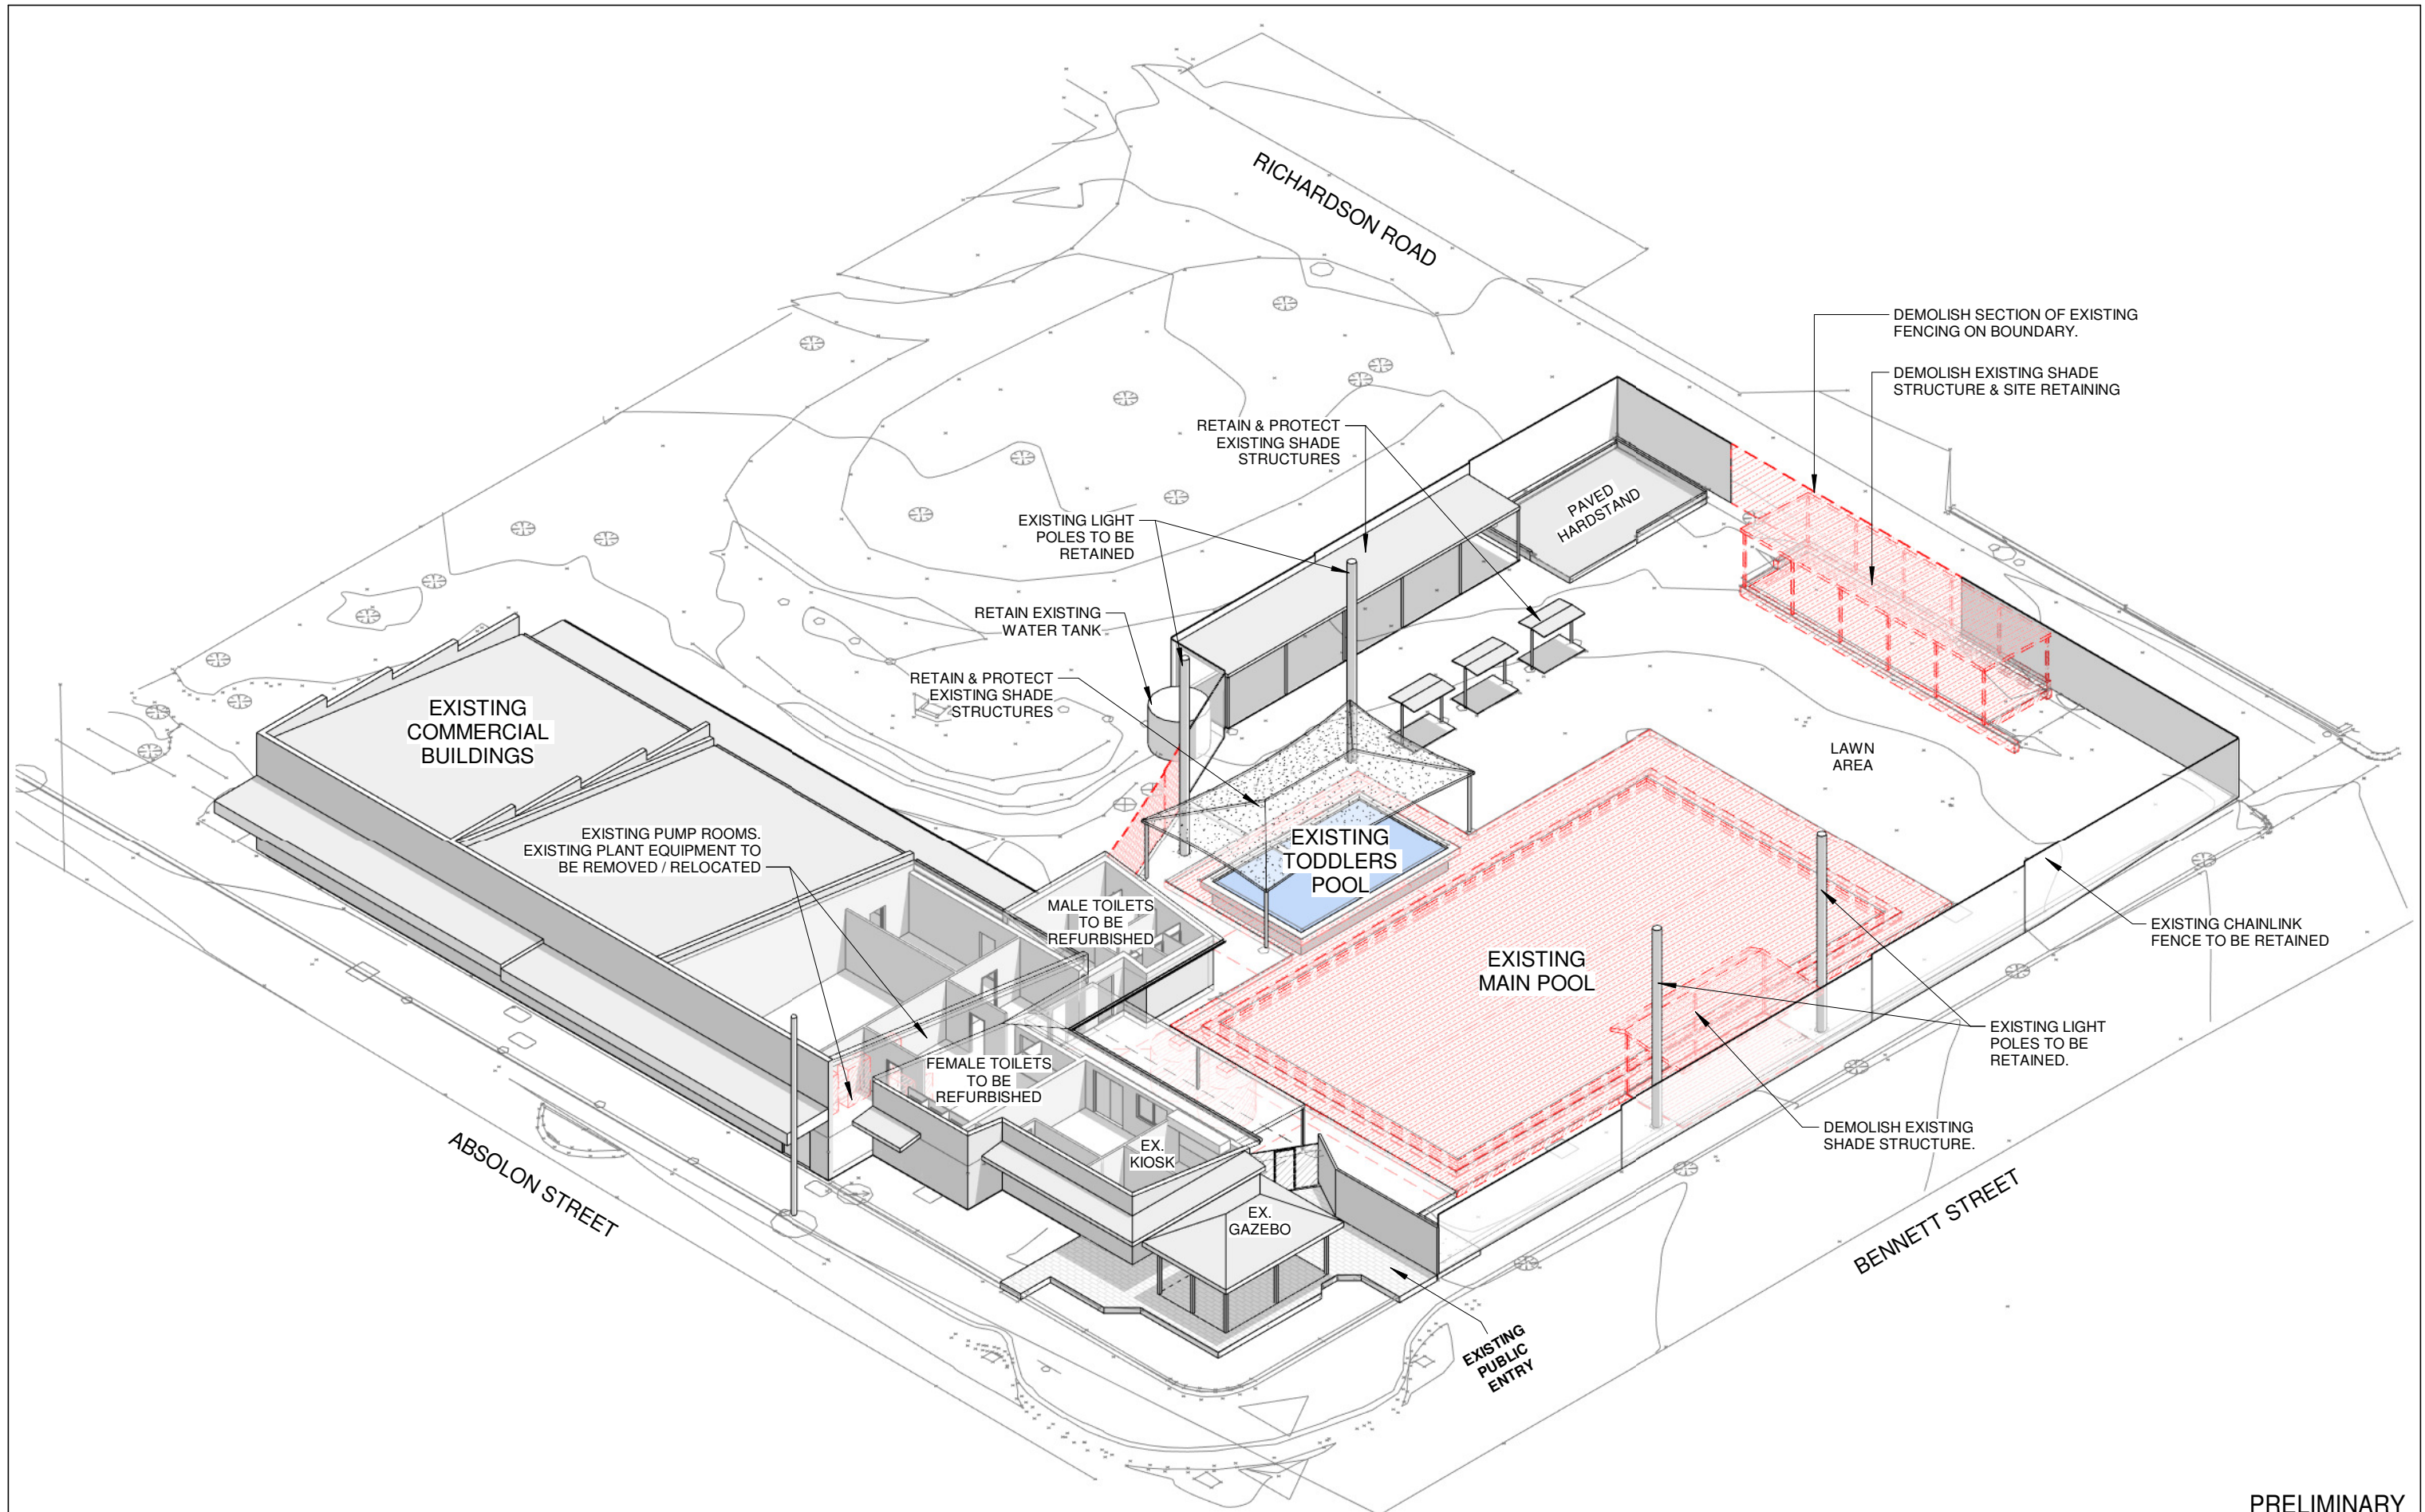 RICHARDSON ROAD
DEMOLISH SECTION OF EXISTING
FENCING ON BOUNDARY.
DEMOLISH EXISTING SHADE
STRUCTURE & SITE RETAINING
RETAIN & PROTECT
EXISTING SHADE
STRUCTURES
PAVED
HARDSTAND
EXISTING LIGHT
POLES TO BE
RETAINED
RETAIN EXISTING
WATER TANK
RETAIN & PROTECT
EXISTING SHADE
STRUCTURES
EXISTING
COMMERCIAL
BUILDINGS
LAWN
AREA
EXISTING PUMP ROOMS.
EXISTING PLANT EQUIPMENT TO
BE REMOVED / RELOCATED
EXISTING
TODDLERS
POOL
MALE TOILETS
TO BE
REFURBISHED
EXISTING
MAIN POOL
EXISTING CHAINLINK
FENCE TO BE RETAINED
EXISTING LIGHT
POLES TO BE
RETAINED.
FEMALE TOILETS
TO BE
REFURBISHED
DEMOLISH EXISTING
SHADE STRUCTURE.
EX.
KIOSK
ABSOLON STREET
EX.
GAZEBO
BENNETT STREET
EXISTING
PUBLIC
ENTRY
PRELIMINARY